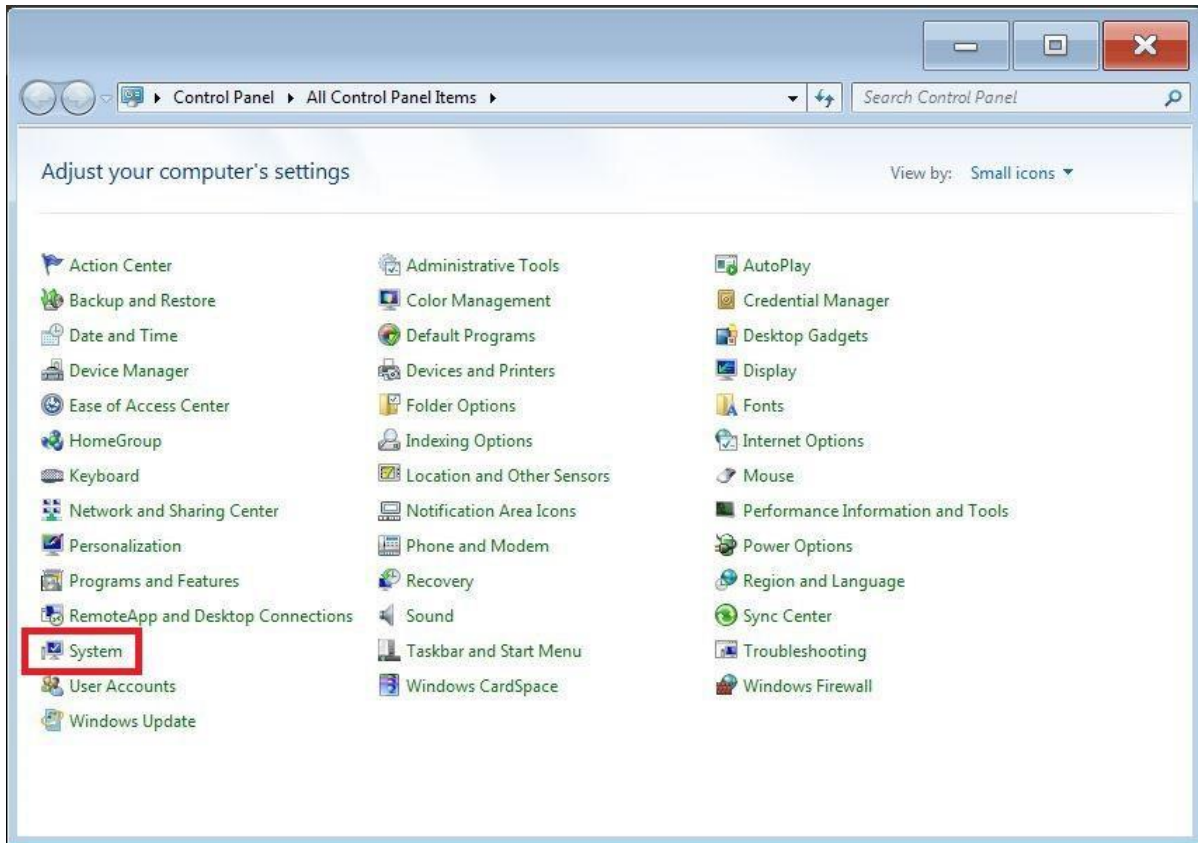 Control Panel All Control Panel Items Search Control Panel
Adjust your computer's settings View by: Small icons
Action Center Administrative Tools AutoPlay
Backup and Restore Color Management Credential Manager
Date and Time Default Programs Desktop Gadgets
Device Manager Devices and Printers Display
Ease of Access Center Folder Options Fonts
HomeGroup Indexing Options Internet Options
Keyboard Location and Other Sensors Mouse
Network and Sharing Center Notification Area Icons Performance Information and Tools
Personalization Phone and Modem Power Options
Programs and Features Recovery Region and Language
RemoteApp and Desktop Connections Sound Sync Center
System Taskbar and Start Menu Troubleshooting
User Accounts Windows CardSpace Windows Firewall
Windows Update